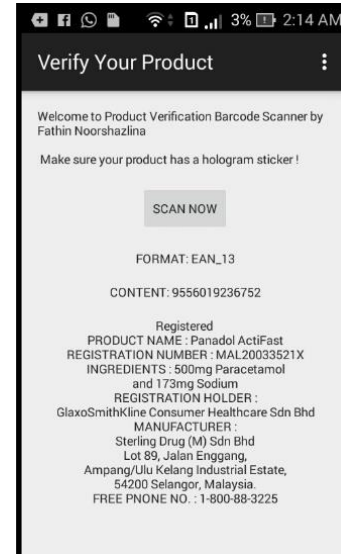 3% 2:14 AM
Verify Your Product
Welcome to Product Verification Barcode Scanner by
Fathin Noorshazlina
Make sure your product has a hologram sticker !
SCAN NOW
FORMAT: EAN_13
CONTENT: 9556019236752
Registered
PRODUCT NAME : Panadol ActiFast
REGISTRATION NUMBER : MAL20033521X
INGREDIENTS : 500mg Paracetamol
and 173mg Sodium
REGISTRATION HOLDER :
GlaxoSmithKline Consumer Healthcare Sdn Bhd
MANUFACTURER :
Sterling Drug (M) Sdn Bhd
Lot 89, Jalan Enggang,
Ampang/Ulu Kelang Industrial Estate,
54200 Selangor, Malaysia.
FREE PNONE NO. : 1-800-88-3225